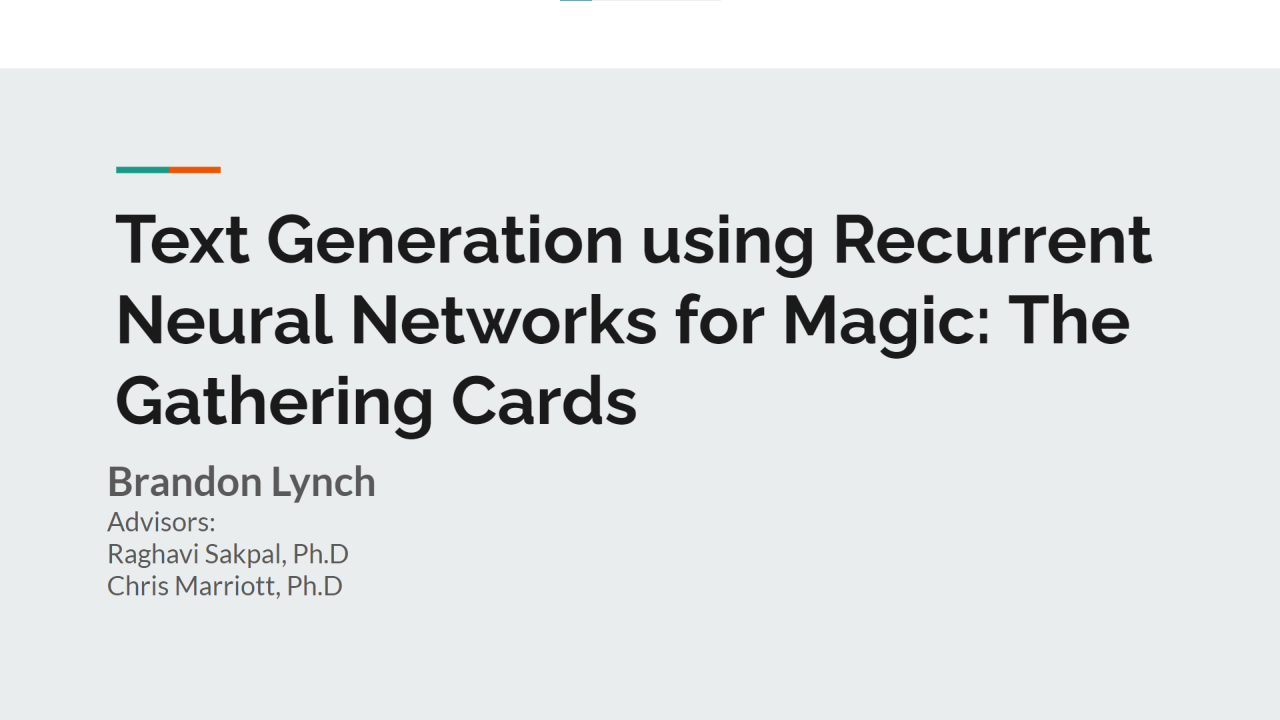 Text Generation using Recurrent
Neural Networks for Magic: The
Gathering Cards
Brandon Lynch
Advisors:
Raghavi Sakpal, Ph.D
Chris Marriott, Ph.D